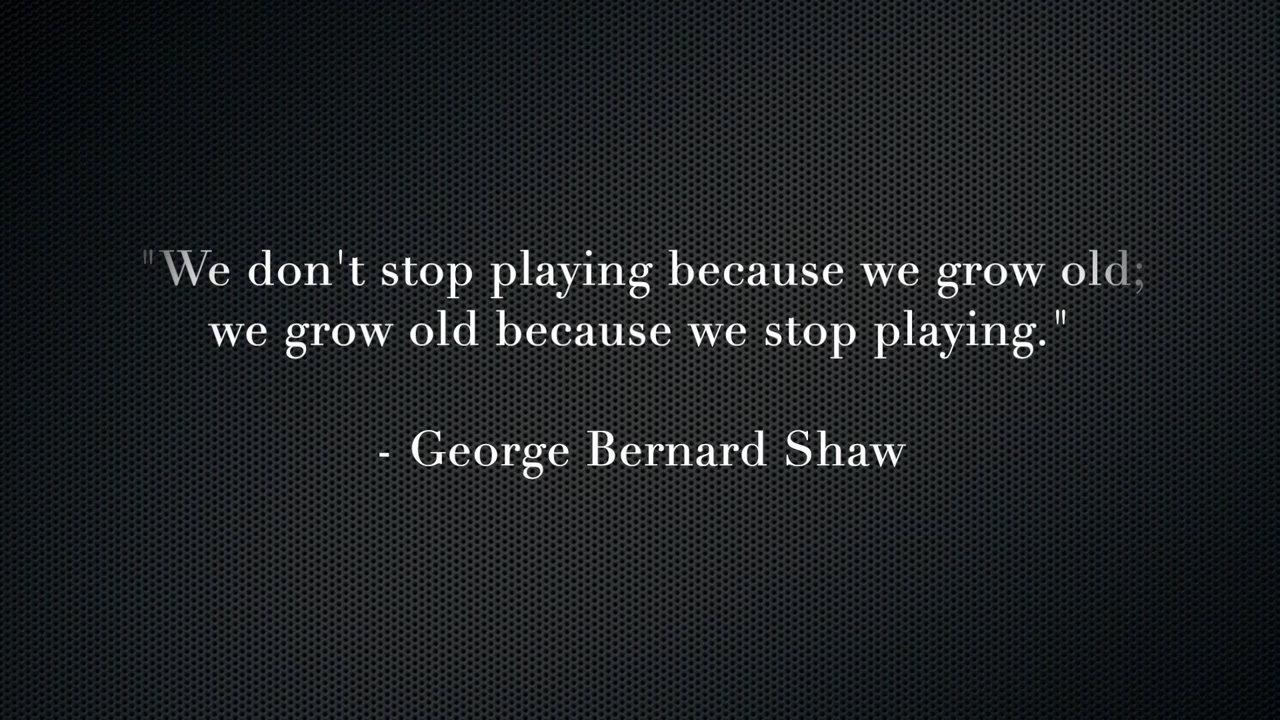 "We don't stop playing because we grow old;
we grow old because we stop playing."
- George Bernard Shaw